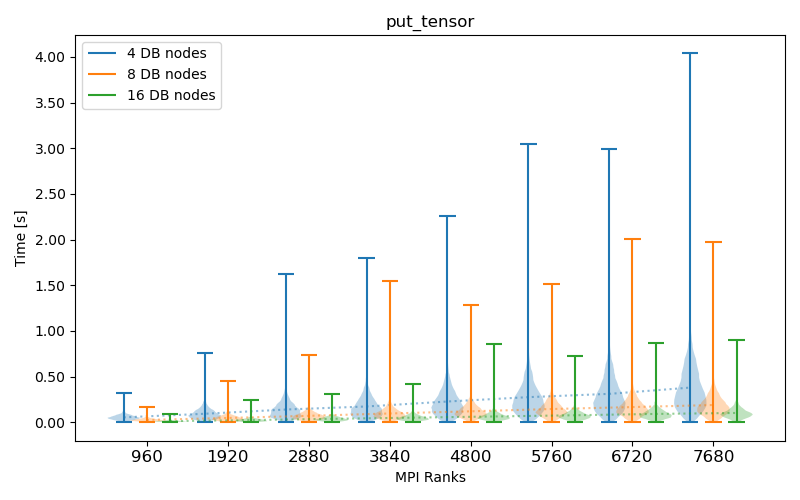 put_tensor
4 DB nodes
8 DB nodes
16 DB nodes
4.00
3.50
3.00
2.50
2.00
1.50
1.00
0.50
0.00
Time [s]
960 1920 2880 3840 4800 5760 6720 7680
MPI Ranks